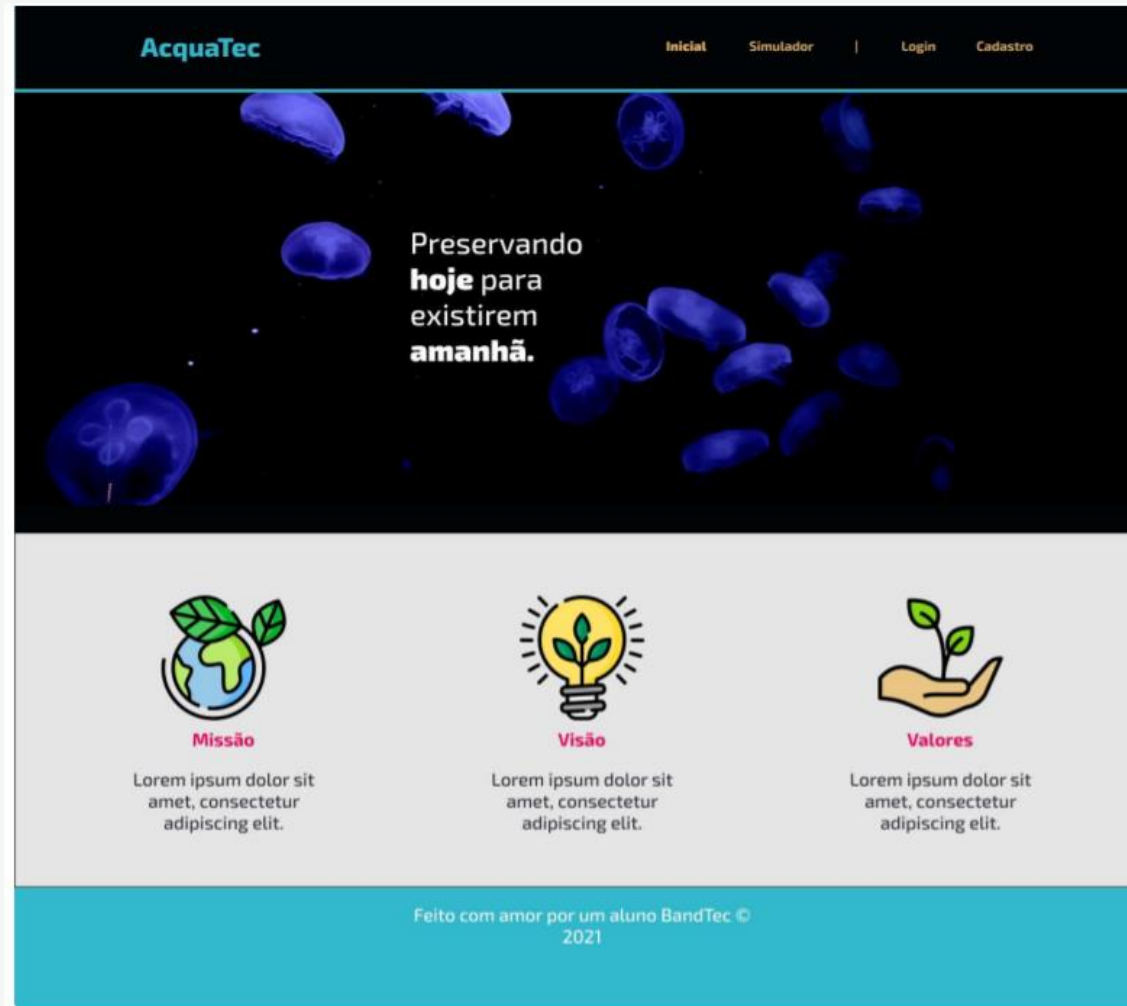 AcquaTec
Inicial Simulador | Login Cadastro
Preservando
hoje para
existirem
amanhã.
Missão
Lorem ipsum dolor sit
amet, consectetur
adipiscing elit.
Visão
Lorem ipsum dolor sit
amet, consectetur
adipiscing elit.
Valores
Lorem ipsum dolor sit
amet, consectetur
adipiscing elit.
Feito com amor por um aluno BandTec ©
2021